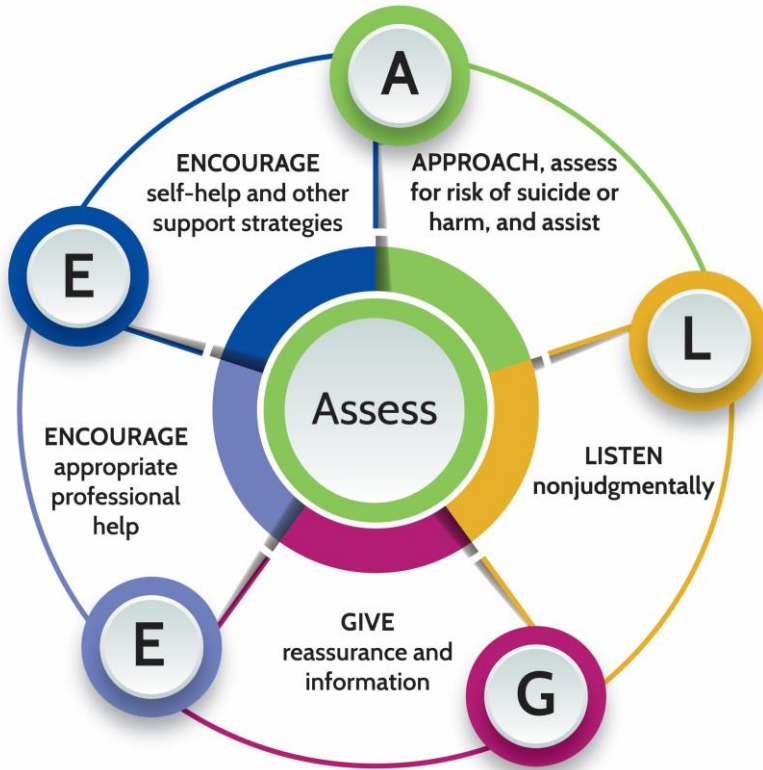 A
APPROACH, assess
for risk of suicide or
harm, and assist
L
LISTEN
nonjudgmentally
G
GIVE
reassurance and
information
E
ENCOURAGE
appropriate
professional
help
E
ENCOURAGE
self-help and other
support strategies
Assess